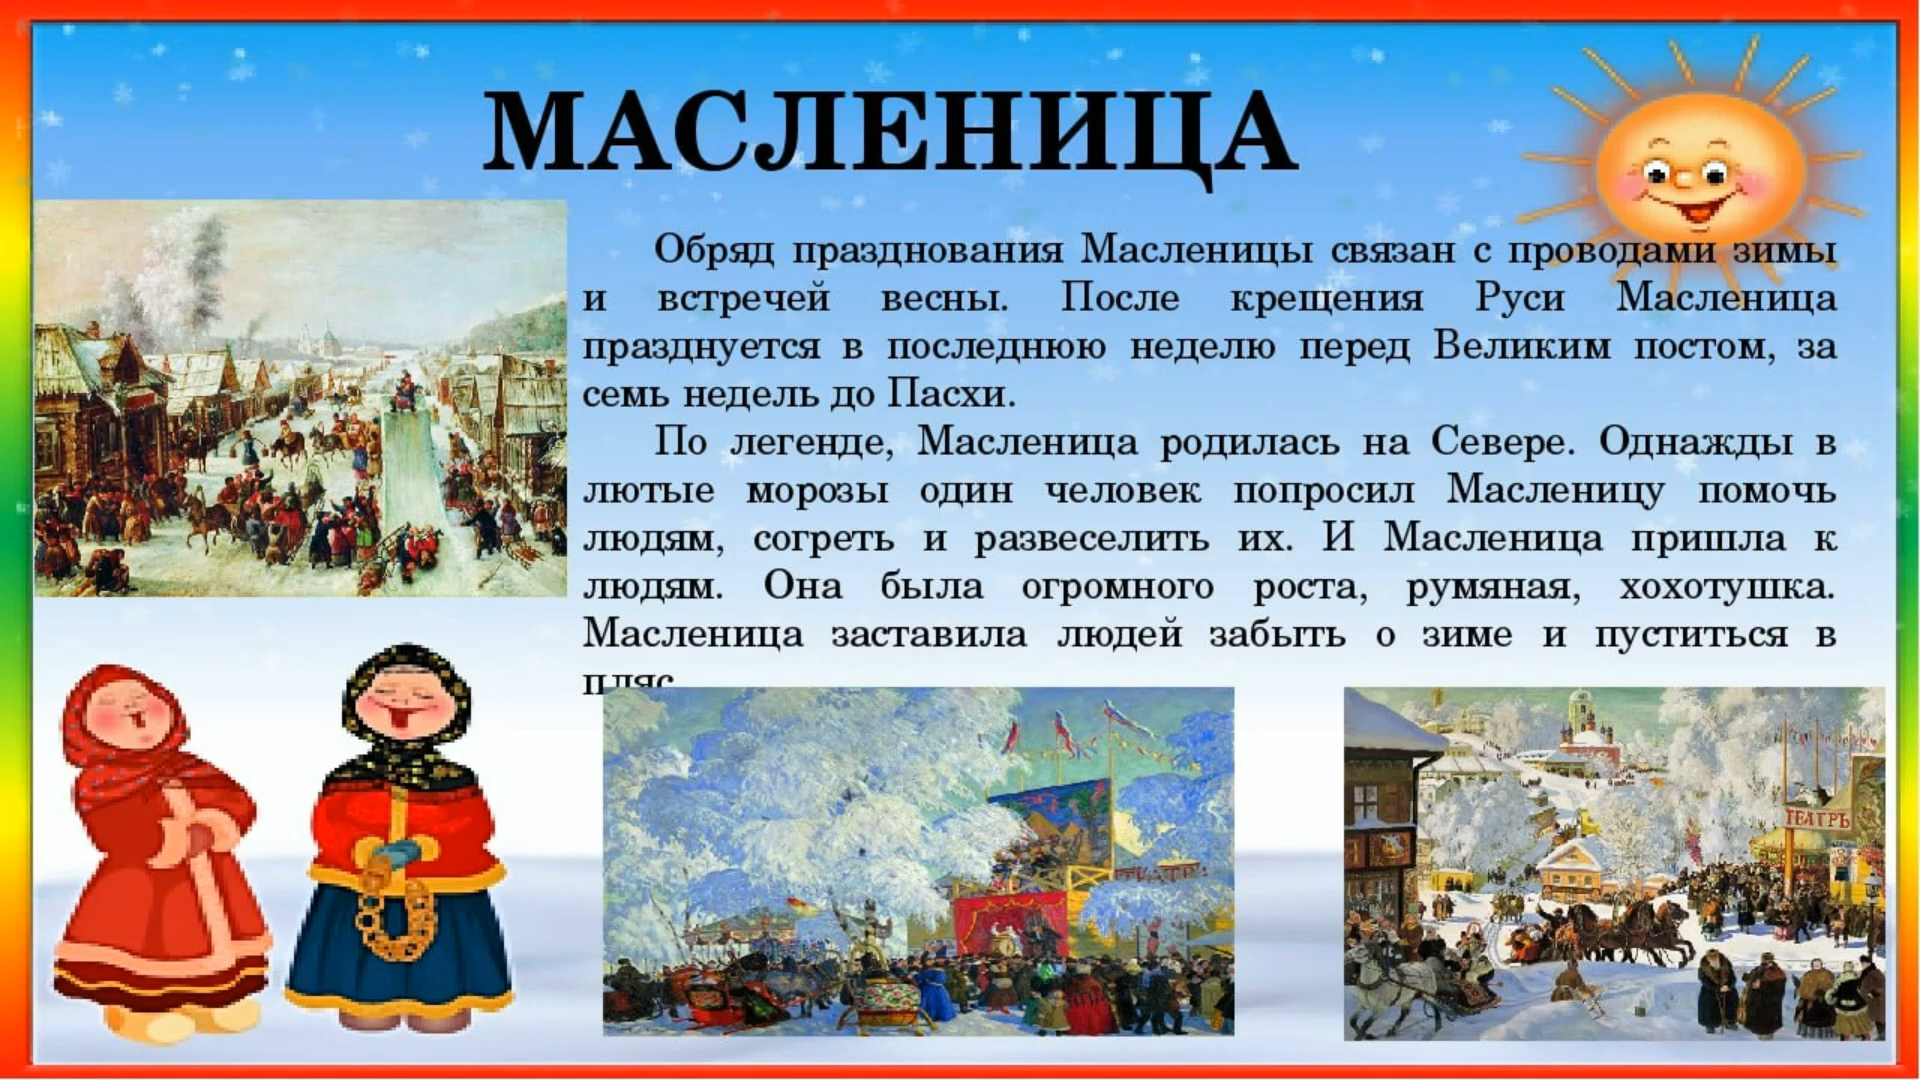 МАСЛЕНИЦА
Обряд празднования Масленицы связан с проводами зимы
и встречей весны. После крещения Руси Масленица
празднуется в последнюю неделю перед Великим постом, за
семь недель до Пасхи.
По легенде, Масленица родилась на Севере. Однажды в
лютые морозы один человек попросил Масленицу помочь
людям, согреть и развеселить их. И Масленица пришла к
людям. Она была огромного роста, румяная, хохотушка.
Масленица заставила людей забыть о зиме и пуститься в
пляс
ТЕАТРЪ